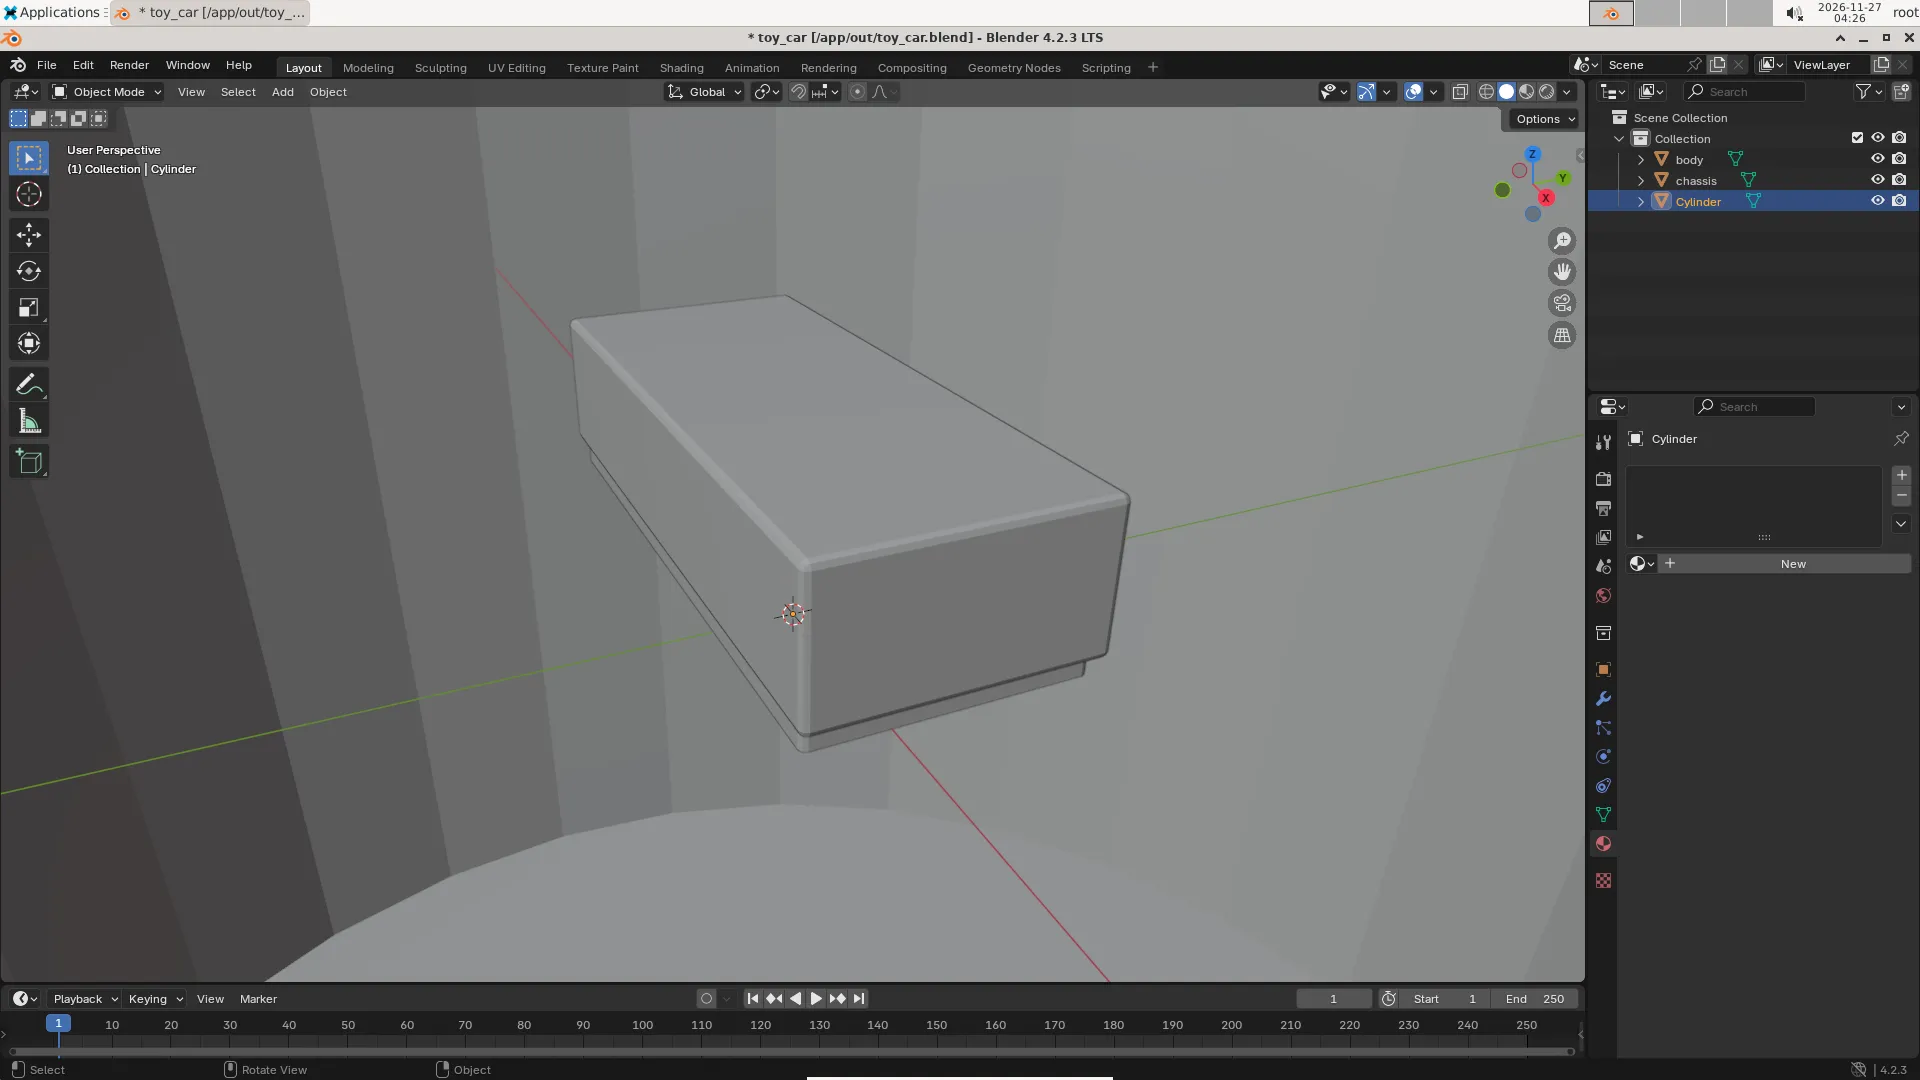 Applications
* toy_car [/app/out/toy_...
2026-11-27
04:26
root
* toy_car [/app/out/toy_car.blend] - Blender 4.2.3 LTS
File Edit Render Window Help
Layout Modeling Sculpting UV Editing Texture Paint Shading Animation Rendering Compositing Geometry Nodes Scripting
Scene
ViewLayer
Object Mode View Select Add Object
Global
Search
Options
User Perspective
(1) Collection | Cylinder
Z
Y
X
Scene Collection
Collection
body
chassis
Cylinder
Search
Cylinder
New
Playback Keying View Marker
1
Start 1
End 250
1 10 20 30 40 50 60 70 80 90 100 110 120 130 140 150 160 170 180 190 200 210 220 230 240 250
Select
Rotate View
Object
4.2.3